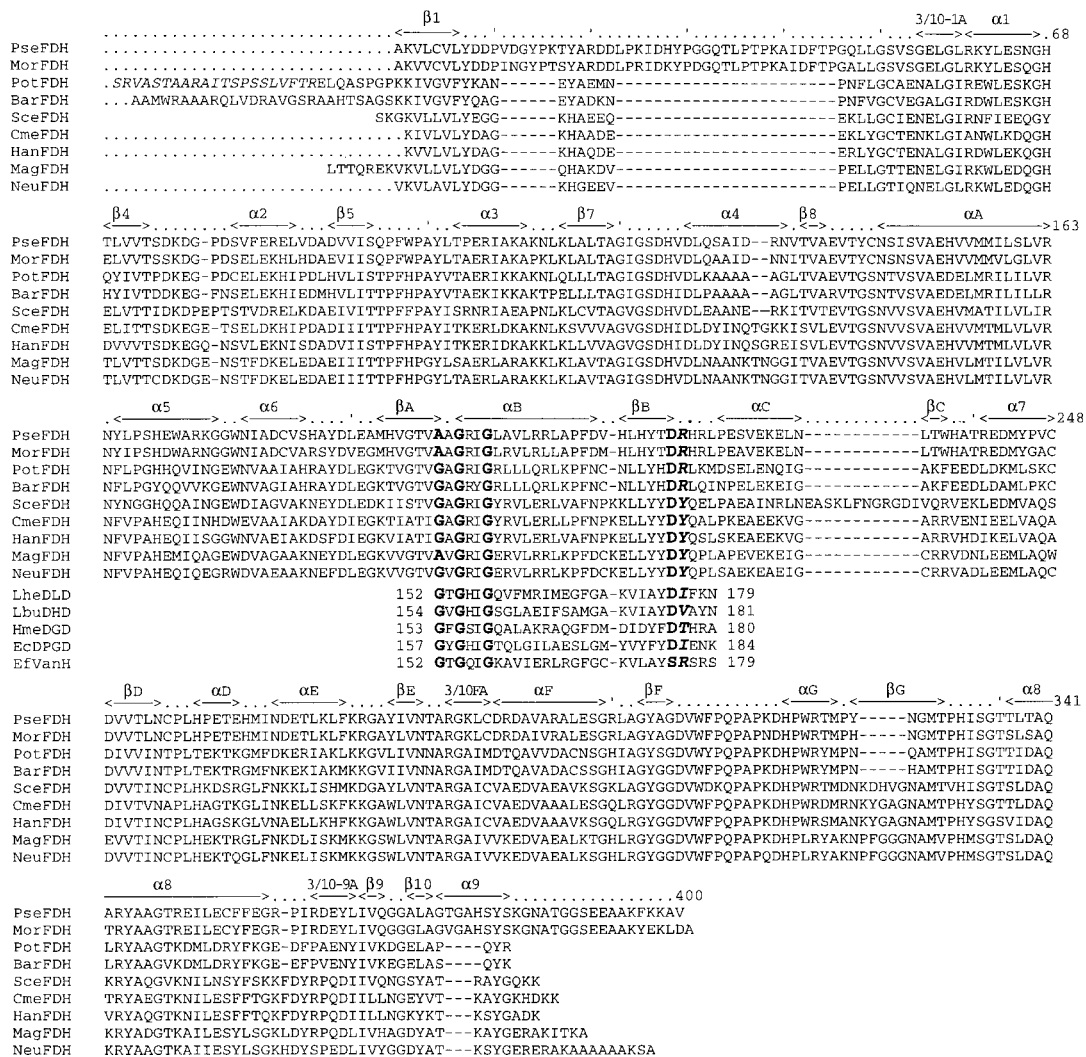 β1 3/10-1A α1
PseFDH ..............................AKVLCVLYDDPVDGYPKTYARDDLPKIDHYPGGQTLPTPKAIDFTPGQLLGSVSGELGLRKYLESNGH 68
MorFDH ..............................AKVVCVLYDDPINGYPTSYARDDLPRIDKYPDGQTLPTPKAIDFTPGALLGSVSGELGLRKYLESQGH
PotFDH .SRVASTAARAITSPSSLVFTRELQASPGPKKIVGVFYKAN------EYAEMN-----------------------PNFLGCAENALGIREWLESKGH
BarFDH ...AAMWRAAARQLVDRAVGSRAAHTSAGSKKIVGVFYQAG------EYADKN-----------------------PNFVGCVEGALGIRDWLESKGH
SceFDH SKGKVLLVLYEGG------KHAEEQ-----------------------EKLLGCIENELGIRNFIEEQGY
CmeFDH ..............................KIVLVLYDAG------KHAADE-----------------------EKLYGCTENKLGIANWLKDQGH
HanFDH ..............................KVVLVLYDAG------KHAQDE-----------------------ERLYGCTENALGIRDWLEKQGH
MagFDH LTTQREKVKVLLVLYDGG------QHAKDV-----------------------PELLGTTENELGIRKWLEDQGH
NeuFDH ..............................VKVLAVLYDGG------KHGEEV-----------------------PELLGTIQNELGLRKWLEDQGH
β4 α2 β5 α3 β7 α4 β8 αA
PseFDH TLVVTSDKDG-PDSVFERELVDADVVISQPFWPAYLTPERIAKAKNLKLALTAGIGSDHVDLQSAID--RNVTVAEVTYCNSISVAEHVVMMILSLVR 163
MorFDH ELVVTSSKDG-PDSELEKHLHDAEVIISQPFWPAYLTAERIAKAPKLKLALTAGIGSDHVDLQAAID--NNITVAEVTYCNSNSVAEHVVMMVLGLVR
PotFDH QYIVTPDKEG-PDCELEKHIPDLHVLISTPFHPAYVTAERIKKAKNLQLLLTAGIGSDHVDLKAAAA--AGLTVAEVTGSNTVSVAEDELMRILILVR
BarFDH HYIVTDDKEG-FNSELEKHIEDMHVLITTPFHPAYVTAEKIKKAKTPELLLTAGIGSDHIDLPAAAA--AGLTVARVTGSNTVSVAEDELMRILILLR
SceFDH ELVTTIDKDPEPTSTVDRELKDAEIVITTPFFPAYISRNRIAEAPNLKLCVTAGVGSDHVDLEAANE--RKITVTEVTGSNVVSVAEHVMATILVLIR
CmeFDH ELITTSDKEGE-TSELDKHIPDADIIITTPFHPAYITKERLDKAKNLKSVVVAGVGSDHIDLDYINQTGKKISVLEVTGSNVVSVAEHVVMTMLVLVR
HanFDH DVVVTSDKEGQ-NSVLEKNISDADVIISTPFHPAYITKERIDKAKKLKLLVVAGVGSDHIDLDYINQSGREISVLEVTGSNVVSVAEHVVMTMLVLVR
MagFDH TLVTTSDKDGE-NSTFDKELEDAEIIITTPFHPGYLSAERLARAKKLKLAVTAGIGSDHVDLNAANKTNGGITVAEVTGSNVVSVAEHVLMTILVLVR
NeuFDH TLVTTCDKDGE-NSTFDKELEDAEIIITTPFHPGYLTAERLARAKKLKLAVTAGIGSDHVDLNAANKTNGGITVAEVTGSNVVSVAEHVLMTILVLVR
α5 α6 βA αB βB αC βC α7
PseFDH NYLPSHEWARKGGWNIADCVSHAYDLEAMHVGTVAAGRIGLAVLRRLAPFDV-HLHYTDRHRLPESVEKELN-----------LTWHATREDMYPVC 248
MorFDH NYIPSHDWARNGGWNIADCVARSYDVEGMHVGTVAAGRIGLRVLRLLAPFDM-HLHYTDRHRLPEAVEKELN-----------LTWHATREDMYGAC
PotFDH NFLPGHHQVINGEWNVAAIAHRAYDLEGKTVGTVGAGRIGRLLLQRLKPFNC-NLLYHDRLKMDSELENQIG-----------AKFEEDLDKMLSKC
BarFDH NFLPGYQQVVKGEWNVAGIAHRAYDLEGKTVGTVGAGRYGRLLLQRLKPFNC-NLLYHDRLQINPELEKEIG-----------AKFEEDLDAMLPKC
SceFDH NYNGGHQQAINGEWDIAGVAKNEYDLEDKIISTVGAGRIGYRVLERLVAFNPKKLLYYDYQELPAEAINRLNEASKLFNGRGDIVQRVEKLEDMVAQS
CmeFDH NFVPAHEQIINHDWEVAAIAKDAYDIEGKTIATIGAGRIGYRVLERLLPFNPKELLYYDYQALPKEAEEKVG-----------ARRVENIEELVAQA
HanFDH NFVPAHEQIISGGWNVAEIAKDSFDIEGKVIATIGAGRIGYRVLERLVAFNPKELLYYDYQSLSKEAEEKVG-----------ARRVHDIKELVAQA
MagFDH NFVPAHEMIQAGEWDVAGAAKNEYDLEGKVVGTVAVGRIGERVLRRLKPFDCKELLYYDYQPLAPEVEKEIG-----------CRRVDNLEEMLAQW
NeuFDH NFVPAHEQIQEGRWDVAEAAKNEFDLEGKVVGTVGVGRIGERVLRRLKPFDCKELLYYDYQPLSAEKEAEIG-----------CRRVADLEEMLAQC
LheDLD 152 GTGHIGQVFMRIMEGFGA-KVIAYDIFKN 179
LbuDHD 154 GVGHIGSGLAEIFSAMGA-KVIAYDVAYN 181
HmeDGD 153 GFGSIGQALAKRAQGFDM-DIDYFDTHRA 180
EcDPGD 157 GYGHIGTQLGILAESLGM-YVYFYDIENK 184
EfVanH 152 GTGQIGKAVIERLRGFGC-KVLAYSRSRS 179
βD αD αE βE 3/10FA αF βF αG βG α8
PseFDH DVVTLNCPLHPETEHMINDETLKLFKRGAYIVNTARGKLCDRDAVARALESGRLAGYAGDVWFPQPAPKDHPWRTMPY-----NGMTPHISGTTLTAQ 341
MorFDH DVVTLNCPLHPETEHMINDETLKLFKRGAYLVNTARGKLCDRDAIVRALESGRLAGYAGDVWFPQPAPNDHPWRTMPH-----NGMTPHISGTSLSAQ
PotFDH DIVVINTPLTEKTKGMFDKERIAKLKKGVLIVNNARGAIMDTQAVVDACNSGHIAGYSGDVWYPQPAPKDHPWRYMPN-----QAMTPHTSGTTIDAQ
BarFDH DVVVINTPLTEKTRGMFNKEKIAKMKKGVIIVNNARGAIMDTQAVADACSSGHIAGYGGDVWFPQPAPKDHPWRYMPN-----HAMTPHISGTTIDAQ
SceFDH DVVTINCPLHKDSRGLFNKKLISHMKDGAYLVNTARGAICVAEDVAEAVKSGKLAGYGGDVWDKQPAPKDHPWRTMDNKDHVGNAMTVHISGTSLDAQ
CmeFDH DIVTVNAPLHAGTKGLINKELLSKFKKGAWLVNTARGAICVAEDVAAALESGQLRGYGGDVWFPQPAPKDHPWRDMRNKYGAGNAMTPHYSGTTLDAQ
HanFDH DIVTINCPLHAGSKGLVNAELLKHFKKGAWLVNTARGAICVAEDVAAAVKSGQLRGYGGDVWFPQPAPKDHPWRSMANKYGAGNAMTPHYSGSVIDAQ
MagFDH EVVTINCPLHEKTRGLFNKDLISKMKKGSWLVNTARGAIVVKEDVAEALKTGHLRGYGGDVWFPQPAPKDHPLRYAKNPFGGGNAMVPHMSGTSLDAQ
NeuFDH DVVTINCPLHEKTQGLFNKELISKMKKGSWLVNTARGAIVVKEDVAEALKSGHLRGYGGDVWFPQPAPQDHPLRYAKNPFGGGNAMVPHMSGTSLDAQ
α8 3/10-9A β9 β10 α9
PseFDH ARYAAGTREILECFFEGR-PIRDEYLIVQGGALAGTGAHSYSKGNATGGSEEAAKFKKAV 400
MorFDH TRYAAGTREILECYFEGR-PIRDEYLIVQGGGLAGVGAHSYSKGNATGGSEEAAKYEKLDA
PotFDH LRYAAGTKDMLDRYFKGE-DFPAENYIVKDGELAP----QYR
BarFDH LRYAAGVKDMLDRYFKGE-EFPVENYIVKEGELAS----QYK
SceFDH KRYAQGVKNILNSYFSKKFDYRPQDIIVQNGSYAT---RAYGQKK
CmeFDH TRYAEGTKNILESFFTGKFDYRPQDIILLNGEYVT---KAYGKHDKK
HanFDH VRYAQGTKNILESFFTQKFDYRPQDIILLNGKYKT---KSYGADK
MagFDH KRYADGTKAILESYLSGKLDYRPQDLIVHAGDYAT---KAYGERAKITKA
NeuFDH KRYAAGTKAIIESYLSGKHDYSPEDLIVYGGDYAT---KSYGERERAKAAAAAAKSA